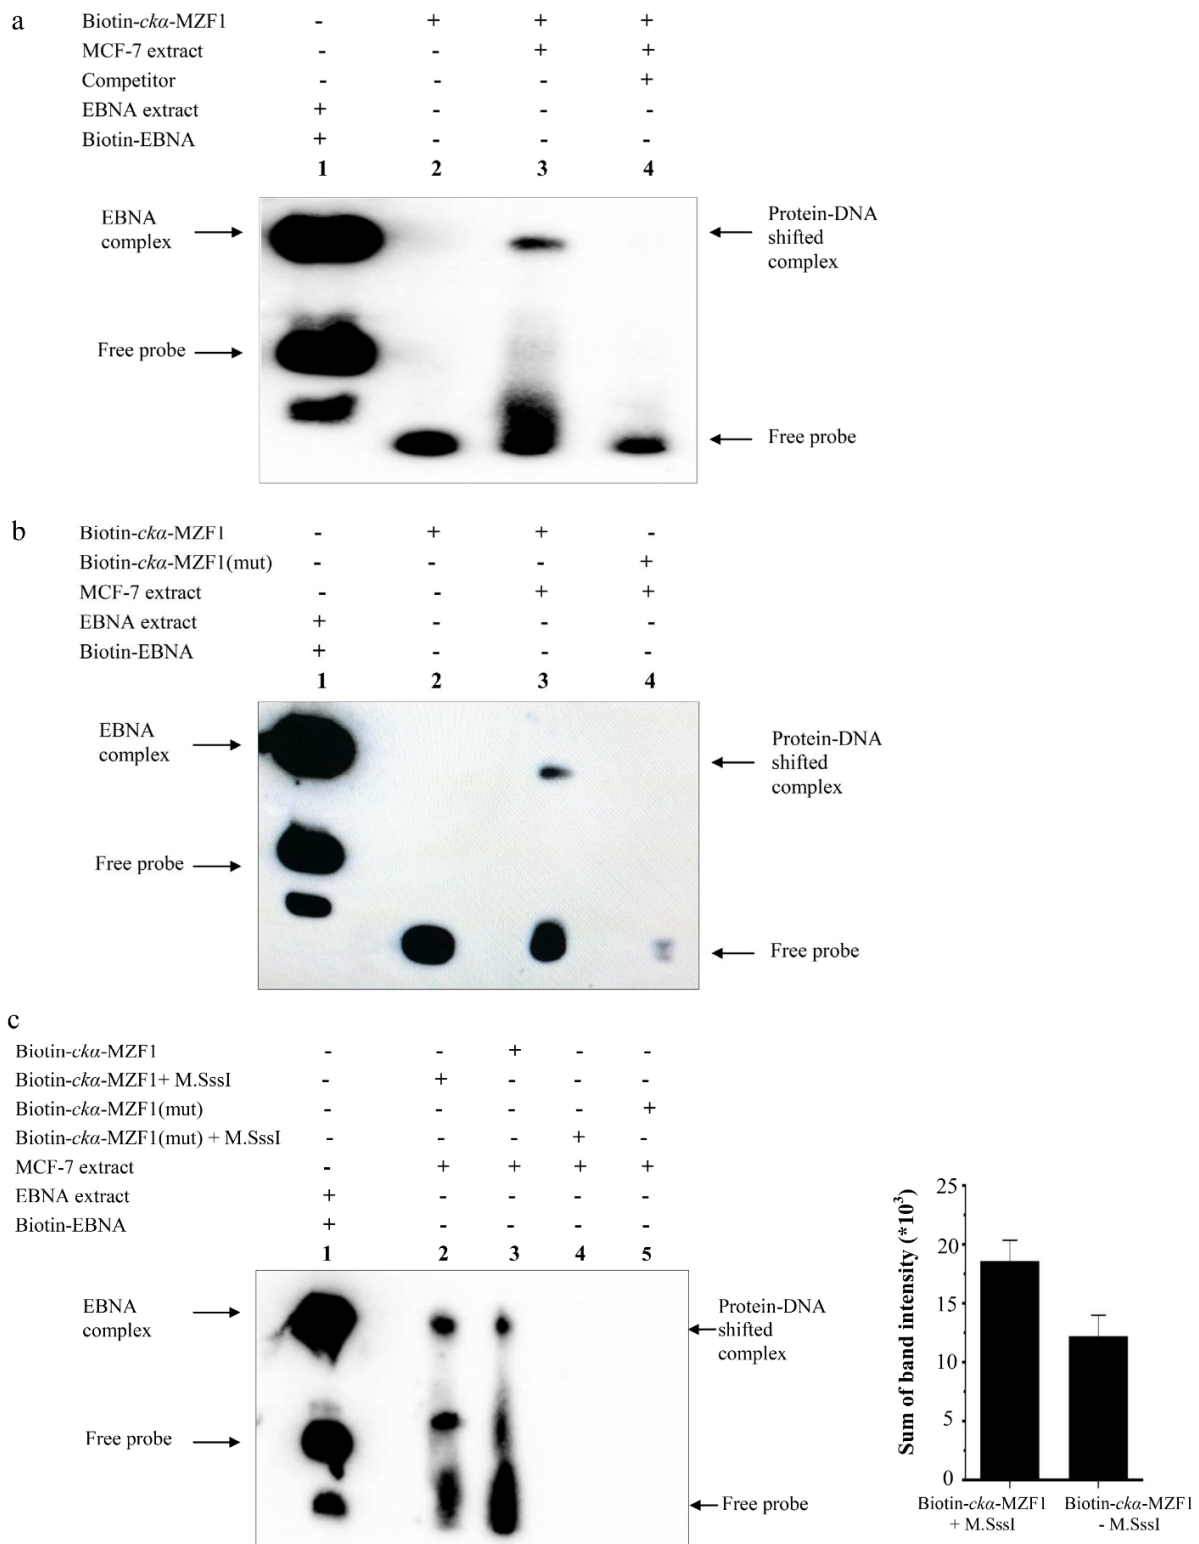 a
Biotin-ckα-MZF1 - + + +
MCF-7 extract - - + +
Competitor - - - +
EBNA extract + - - -
Biotin-EBNA + - - -
1 2 3 4
EBNA
complex
Protein-DNA
shifted
complex
Free probe
Free probe
b
Biotin-ckα-MZF1 - + + -
Biotin-ckα-MZF1(mut) - - - +
MCF-7 extract - - + +
EBNA extract + - - -
Biotin-EBNA + - - -
1 2 3 4
EBNA
complex
Protein-DNA
shifted
complex
Free probe
Free probe
c
Biotin-ckα-MZF1 - - + - -
Biotin-ckα-MZF1+ M.SssI - + - - -
Biotin-ckα-MZF1(mut) - - - - +
Biotin-ckα-MZF1(mut) + M.SssI - - - + -
MCF-7 extract - + + + +
EBNA extract + - - - -
Biotin-EBNA + - - - -
1 2 3 4 5
EBNA
complex
Protein-DNA
shifted
complex
Free probe
Free probe
Sum of band intensity (*10³)
25
20
15
10
5
0
Biotin-ckα-MZF1
+ M.SssI
Biotin-ckα-MZF1
- M.SssI